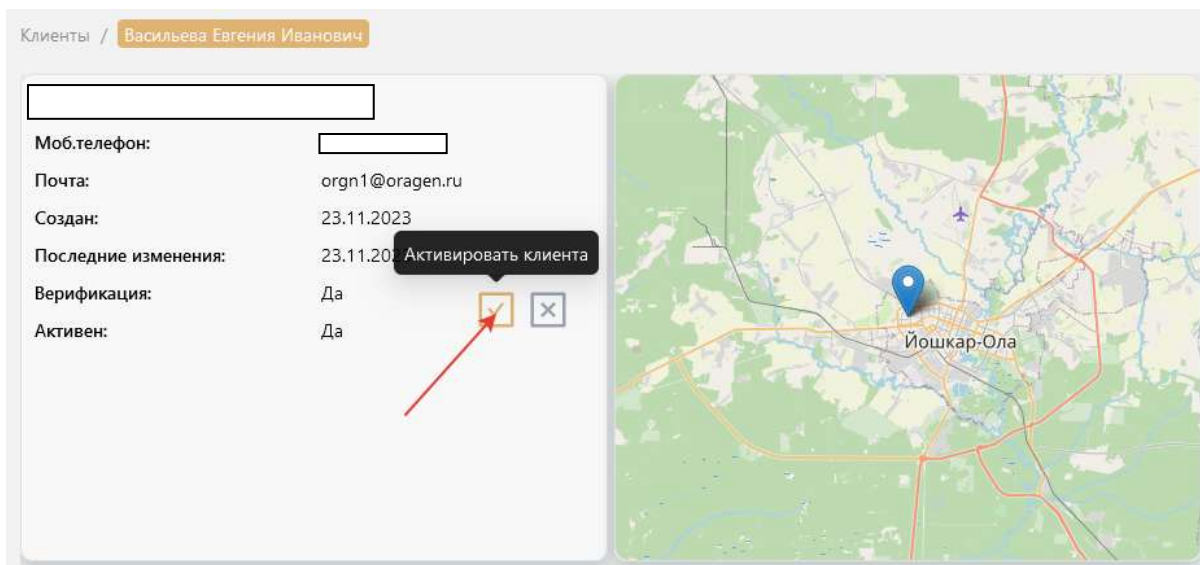 Клиенты / Васильева Евгения Иванович
Моб.телефон:
Почта: orgn1@oragen.ru
Создан: 23.11.2023
Последние изменения: 23.11.202
Активировать клиента
Верификация: Да
Активен: Да
Йошкар-Ола